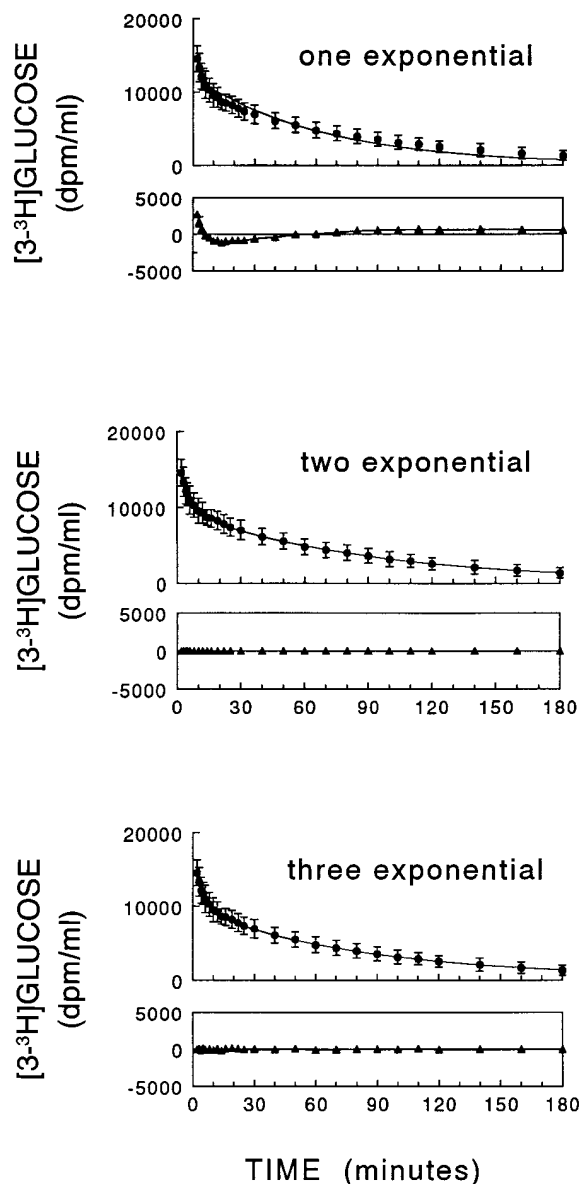 one exponential
[3-³H]GLUCOSE
(dpm/ml)
20000
10000
0
5000
0
-5000
two exponential
[3-³H]GLUCOSE
(dpm/ml)
20000
10000
0
5000
0
-5000
0 30 60 90 120 150 180
three exponential
[3-³H]GLUCOSE
(dpm/ml)
20000
10000
0
5000
0
-5000
0 30 60 90 120 150 180
TIME (minutes)